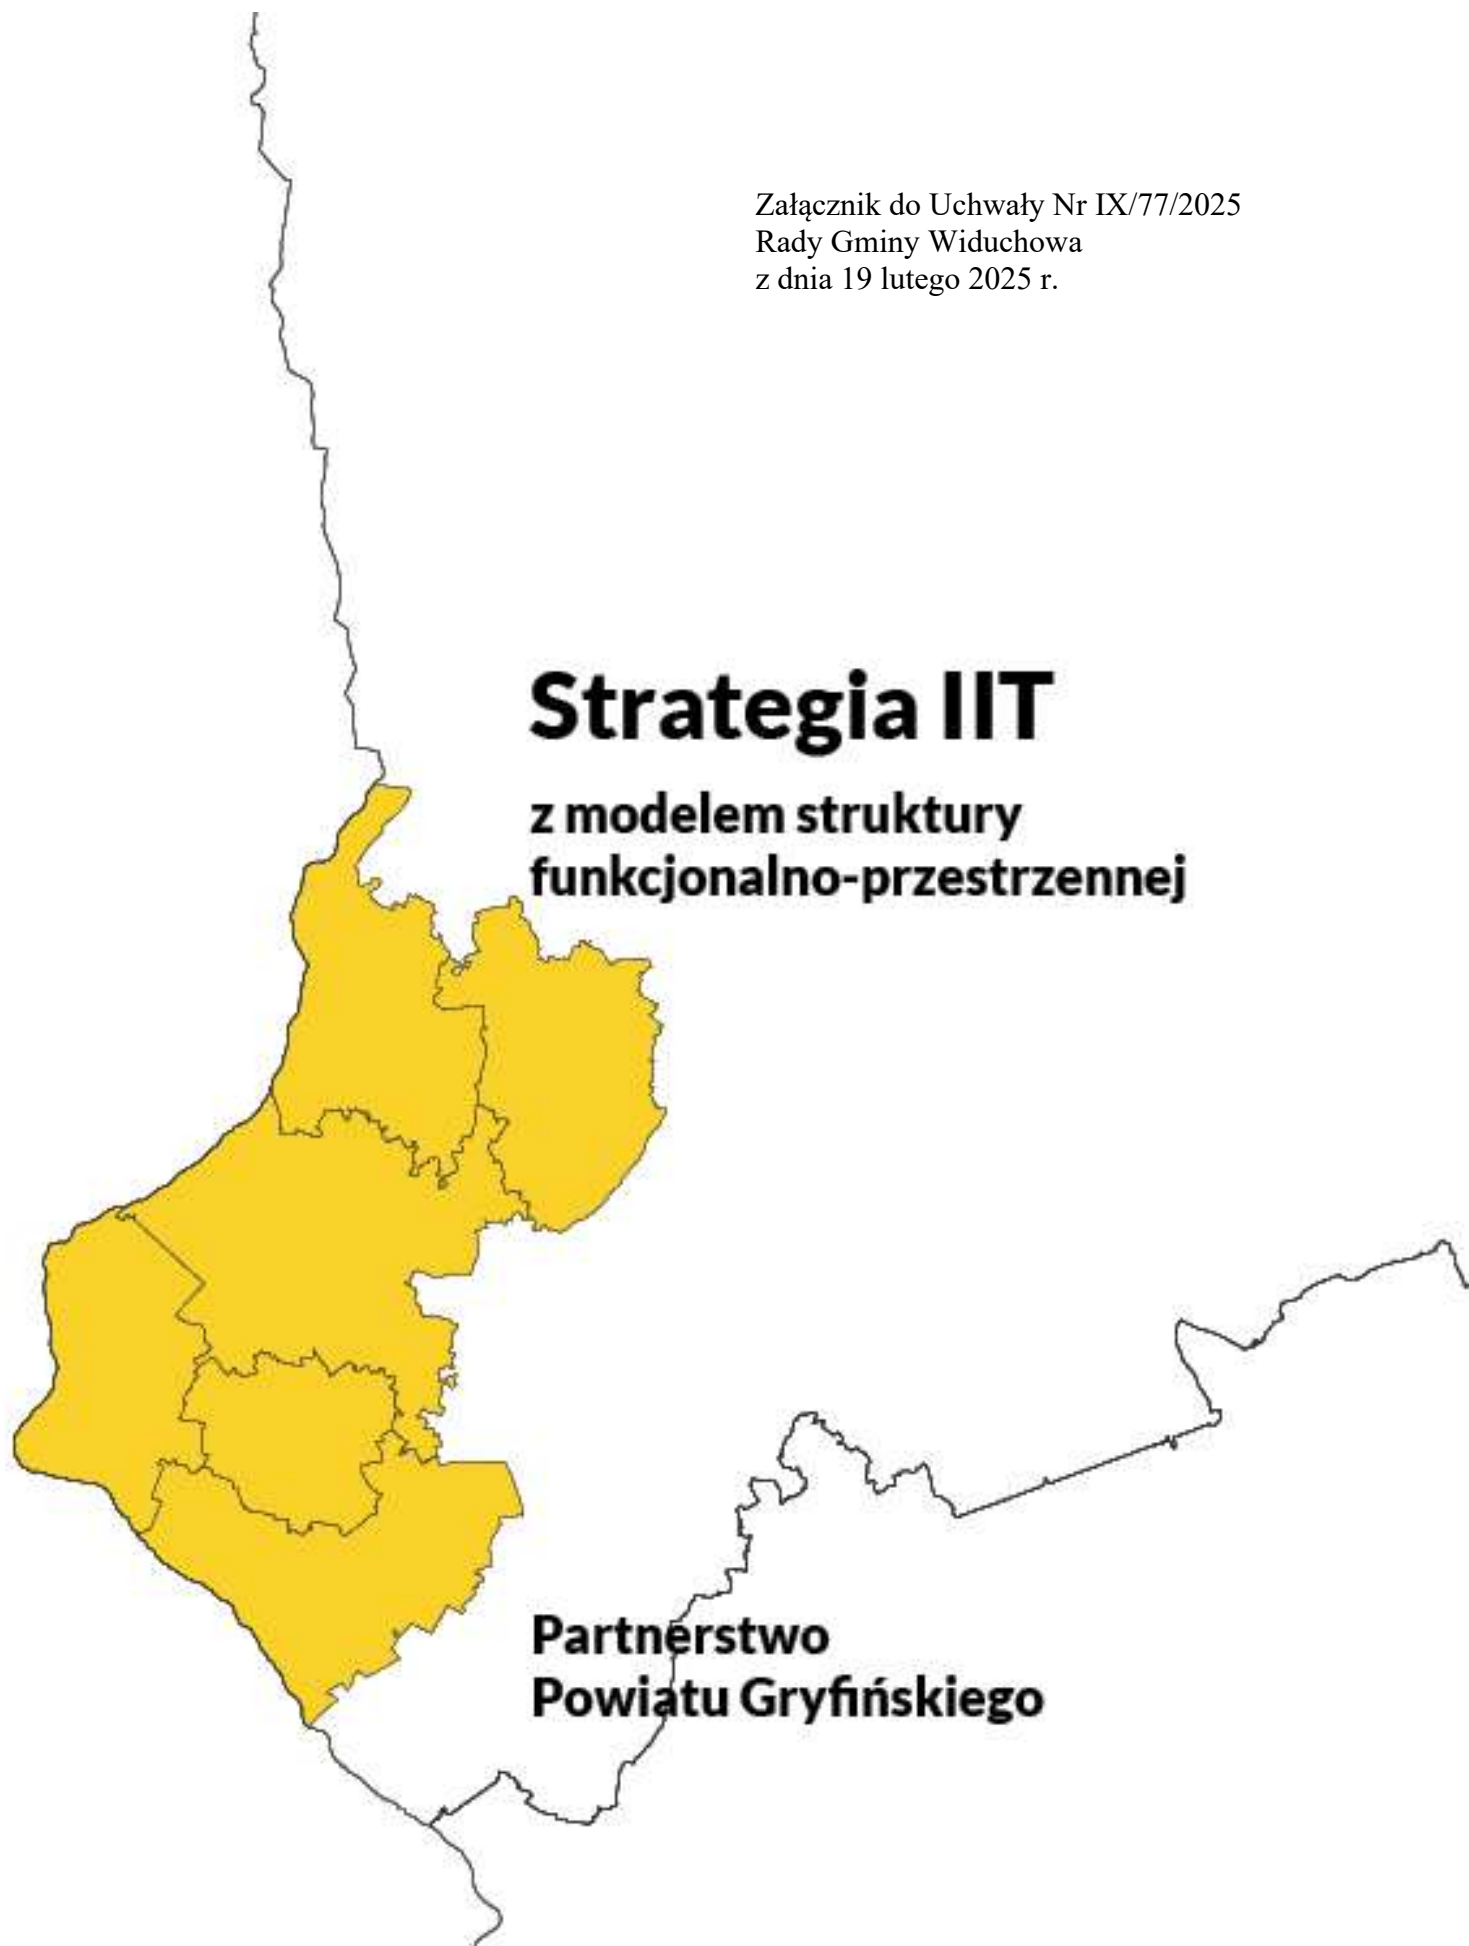 Załącznik do Uchwały Nr IX/77/2025
Rady Gminy Widuchowa
z dnia 19 lutego 2025 r.
Strategia IIT
z modelem struktury
funkcjonalno-przestrzennej
Partnerstwo
Powiatu Gryfińskiego